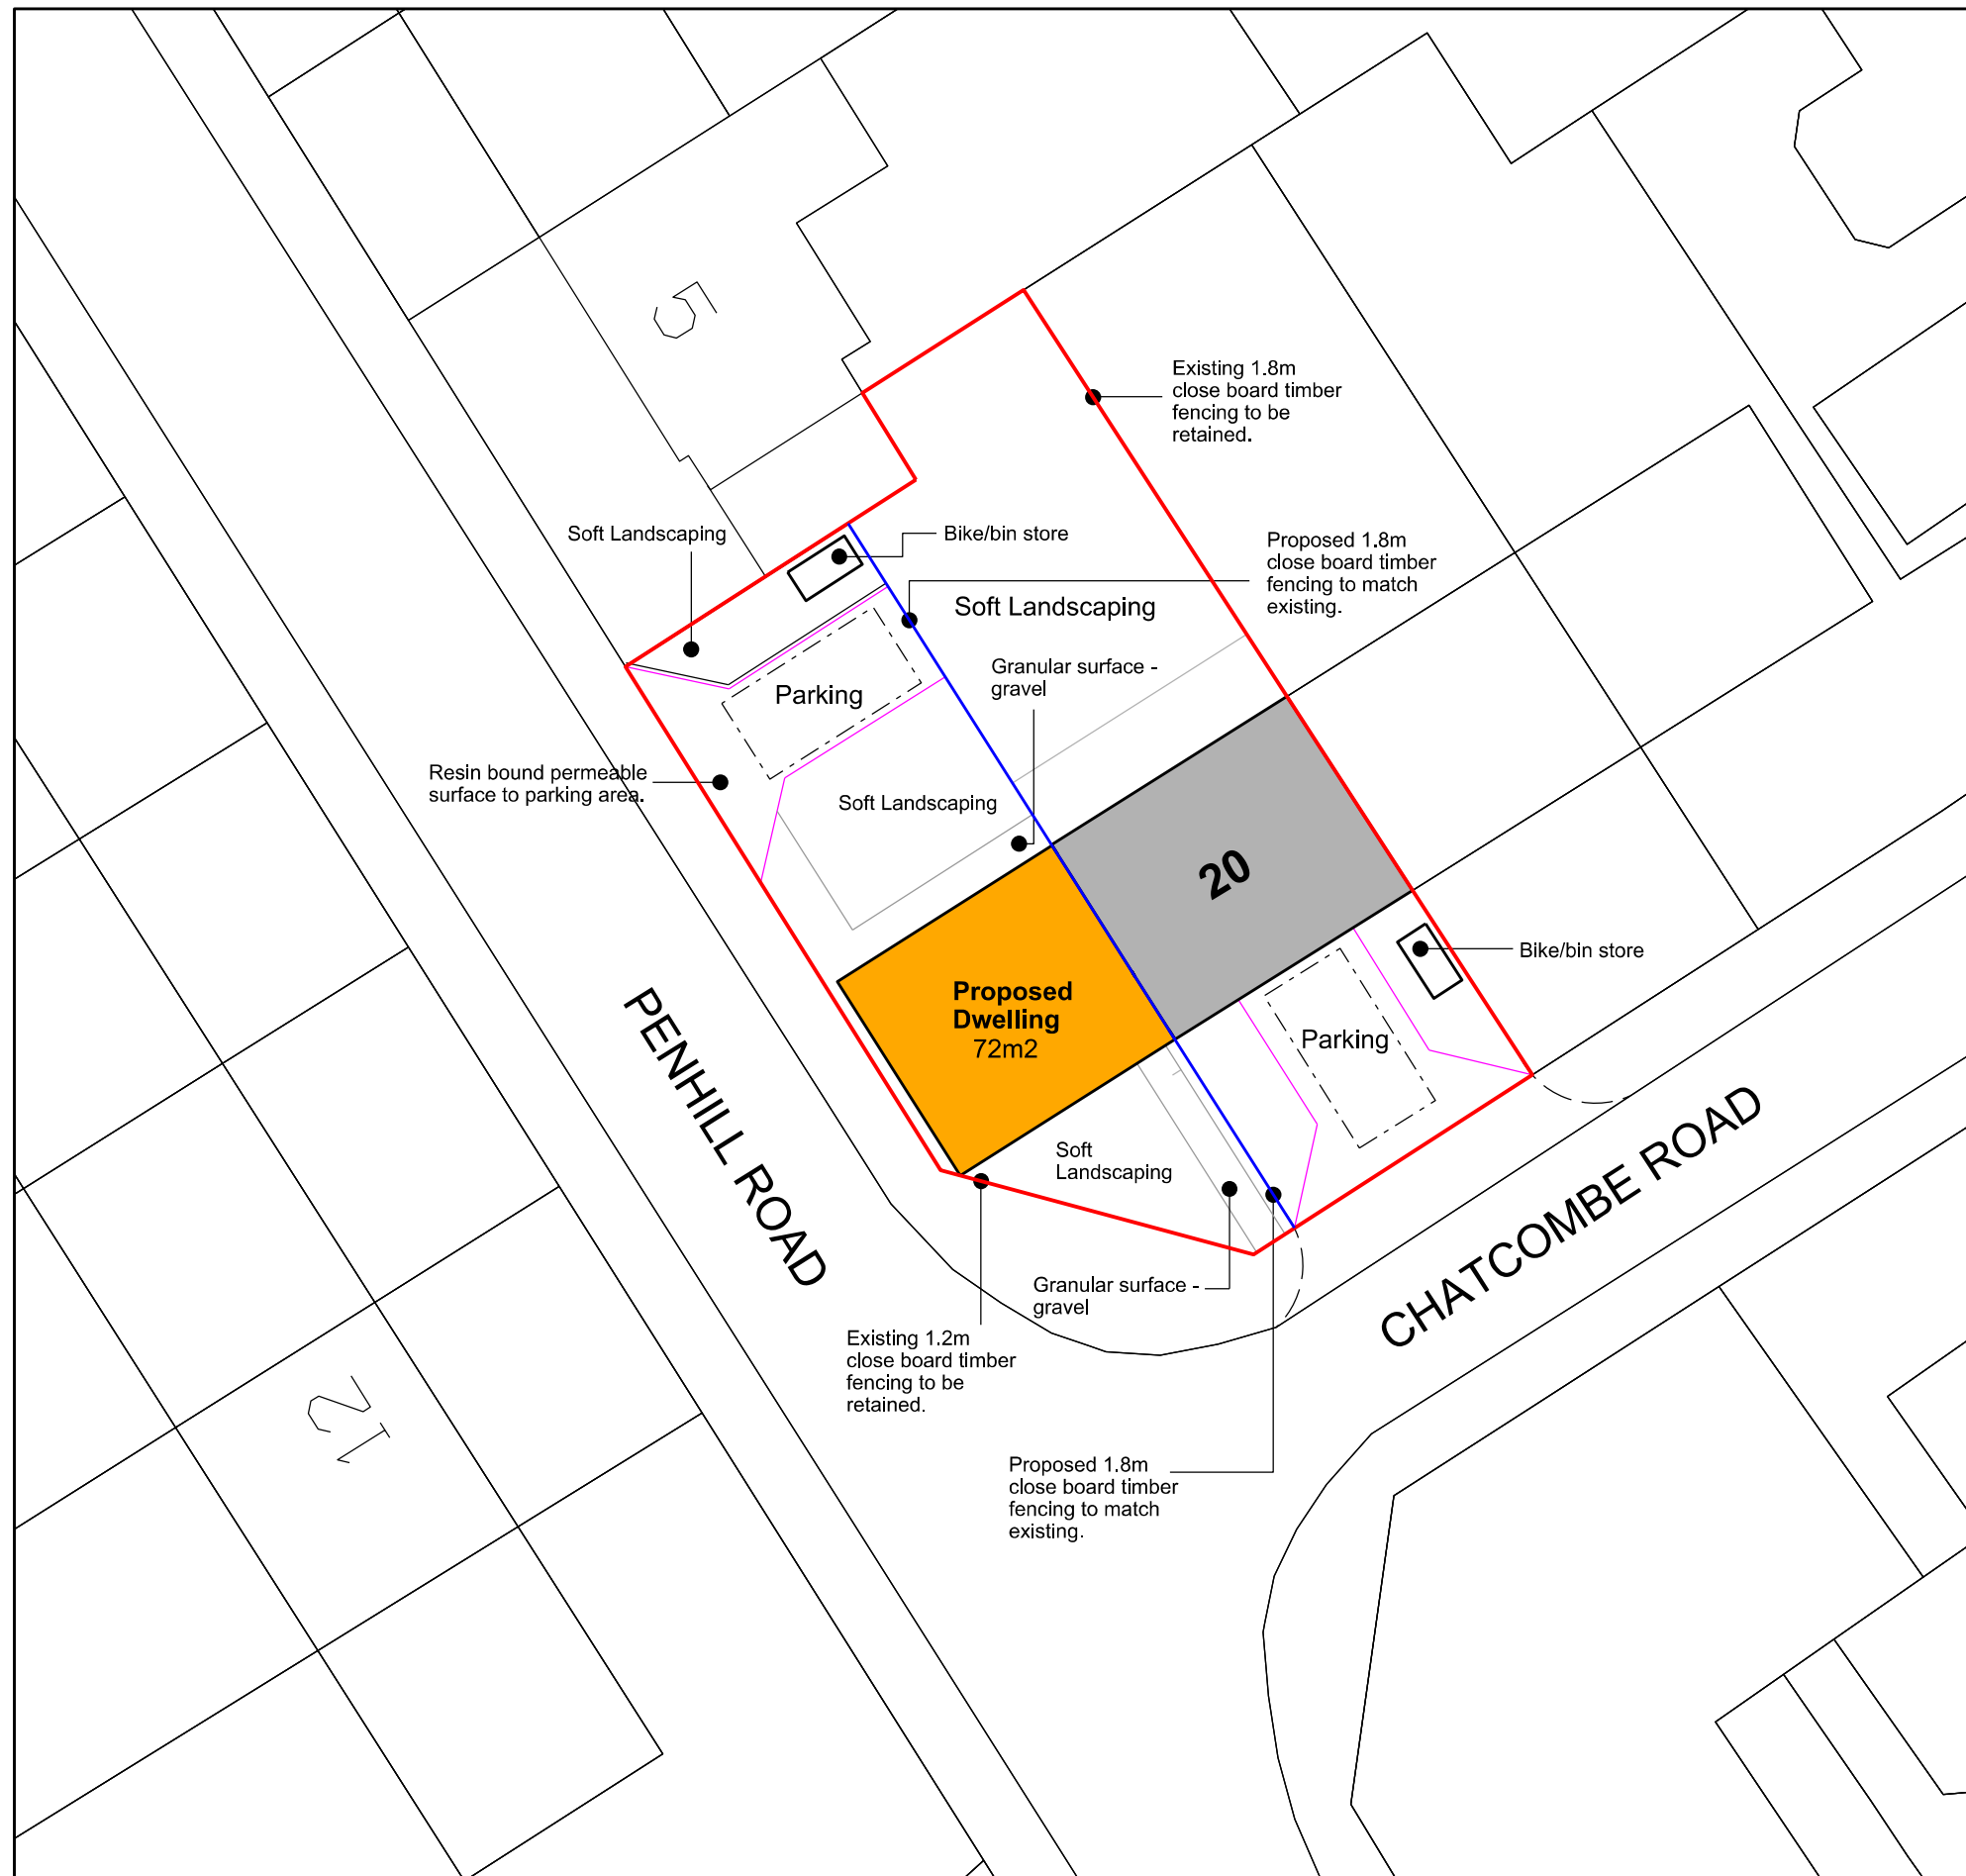 5
Existing 1.8m
close board timber
fencing to be
retained.
Soft Landscaping
Bike/bin store
Proposed 1.8m
close board timber
fencing to match
existing.
Soft Landscaping
Granular surface -
gravel
Parking
Resin bound permeable
surface to parking area.
Soft Landscaping
20
Bike/bin store
Proposed
Dwelling
72m2
Parking
PENHILL ROAD
Soft
Landscaping
CHATCOMBE ROAD
Granular surface -
gravel
Existing 1.2m
close board timber
fencing to be
retained.
12
Proposed 1.8m
close board timber
fencing to match
existing.